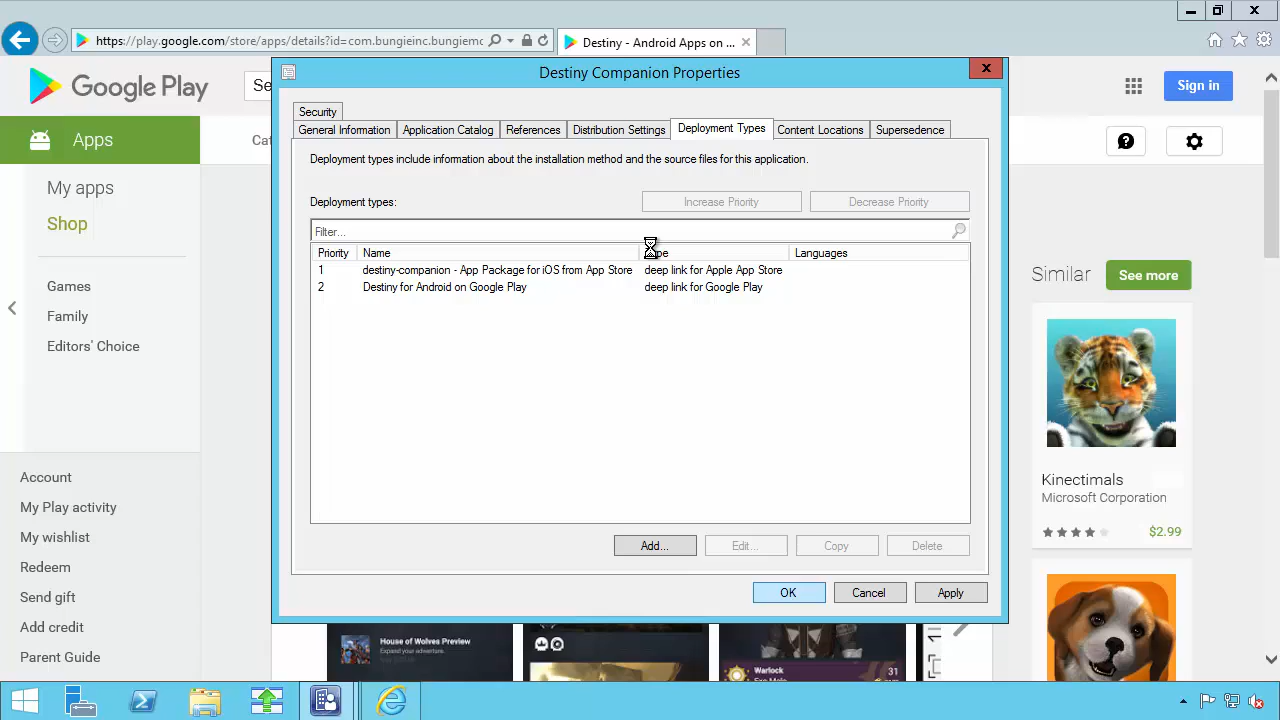 https://play.google.com/store/apps/details?id=com.bungieinc.bungiemc
Destiny - Android Apps on ...
Destiny Companion Properties
Google Play
Se
Sign in
Security
General Information
Application Catalog
References
Distribution Settings
Deployment Types
Content Locations
Supersedence
Apps
Cat
Deployment types include information about the installation method and the source files for this application.
My apps
Shop
Deployment types:
Increase Priority
Decrease Priority
Filter...
Priority Name Languages
1 destiny-companion - App Package for iOS from App Store deep link for Apple App Store
2 Destiny for Andrid on Google Play deep link for Google Play
Similar
See more
Games
Family
Editors' Choice
Kinectimals
Microsoft Corporation
$2.99
Account
My Play activity
My wishlist
Redeem
Send gift
Add credit
Parent Guide
Add...
Edit...
Copy
Delete
OK
Cancel
Apply
House of Wolves Preview
Expand your adventure.
Warlock
Exo Male
31